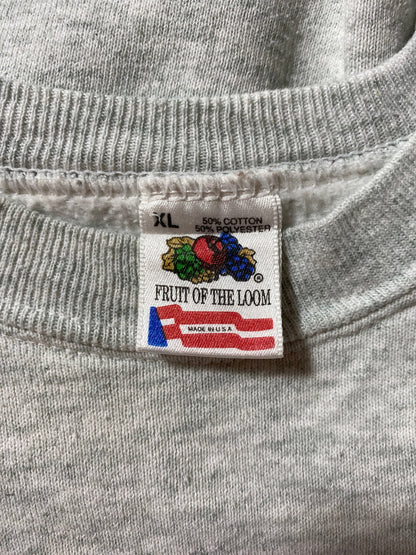 XL
50% COTTON
50% POLYESTER
®
FRUIT OF THE LOOM
MADE IN U.S.A.